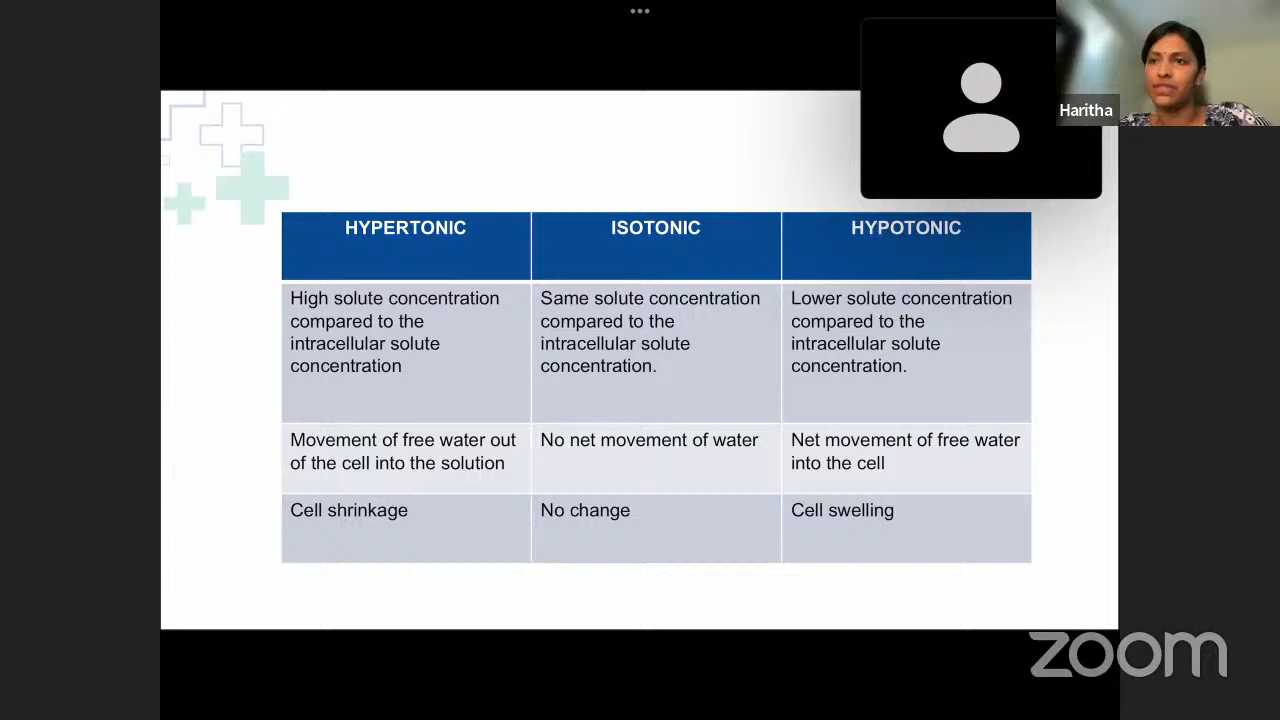 Haritha
HYPERTONIC
ISOTONIC
HYPOTONIC
High solute concentration
compared to the
intracellular solute
concentration
Same solute concentration
compared to the
intracellular solute
concentration.
Lower solute concentration
compared to the
intracellular solute
concentration.
Movement of free water out
of the cell into the solution
No net movement of water
Net movement of free water
into the cell
Cell shrinkage
No change
Cell swelling
zoom